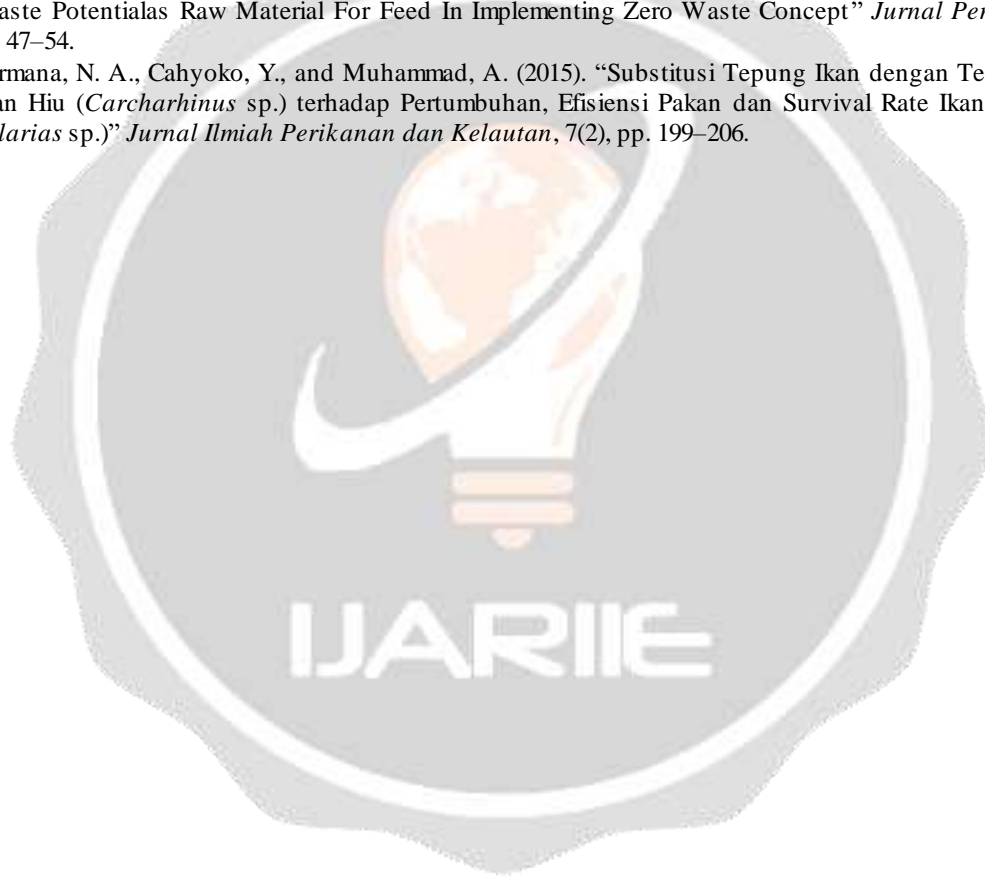 aste Potentialas Raw Material For Feed In Implementing Zero Waste Concept” Jurnal Per
47–54.
rmana, N. A., Cahyoko, Y., and Muhammad, A. (2015). “Substitusi Tepung Ikan dengan Te
an Hiu (Carcharhinus sp.) terhadap Pertumbuhan, Efisiensi Pakan dan Survival Rate Ikan
larias sp.)” Jurnal Ilmiah Perikanan dan Kelautan, 7(2), pp. 199–206.
IJARIIE